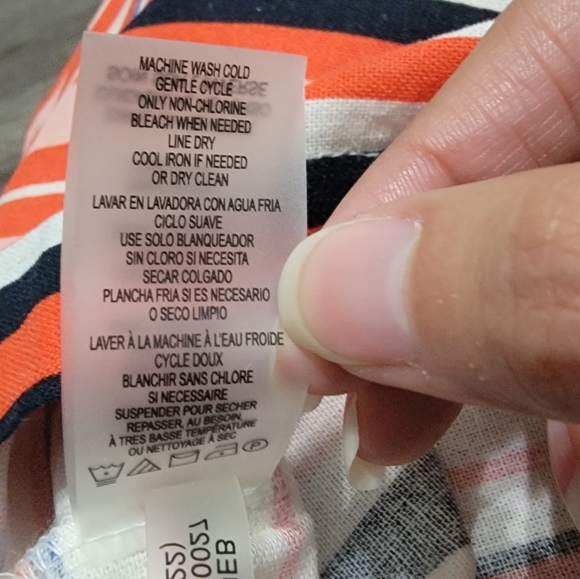 MACHINE WASH COLD
GENTLE CYCLE
ONLY NON-CHLORINE
BLEACH WHEN NEEDED
LINE DRY
COOL IRON IF NEEDED
OR DRY CLEAN
LAVAR EN LAVADORA CON AGUA FRIA
CICLO SUAVE
USE SOLO BLANQUEADOR
SIN CLORO SI NECESITA
SECAR COLGADO
PLANCHA FRIA SI ES NECESARIO
O SECO LIMPIO
LAVER À LA MACHINE À L'EAU FROIDE
CYCLE DOUX
BLANCHIR SANS CHLORE
SI NECESSAIRE
SUSPENDER POUR SECHER
REPASSER, AU BESOIN,
À TRES BASSE TEMPÉRATURE
OU NETTOYAGE À SEC